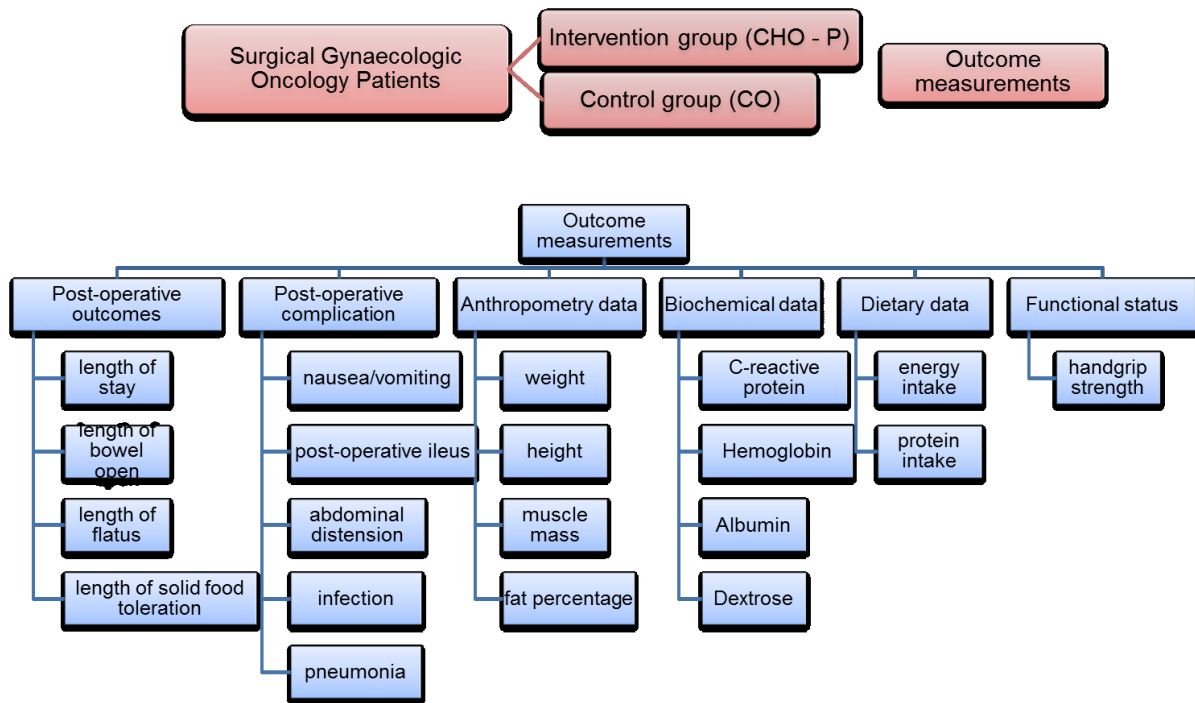 Surgical Gynaecologic
Oncology Patients
Intervention group (CHO - P)
Control group (CO)
Outcome
measurements
Outcome
measurements
Post-operative
outcomes
length of
stay
length of
bowel
open
length of
flatus
length of solid food
toleration
Post-operative
complication
nausea/vomiting
post-operative ileus
abdominal
distension
infection
pneumonia
Anthropometry data
weight
height
muscle
mass
fat percentage
Biochemical data
C-reactive
protein
Hemoglobin
Albumin
Dextrose
Dietary data
energy
intake
protein
intake
Functional status
handgrip
strength